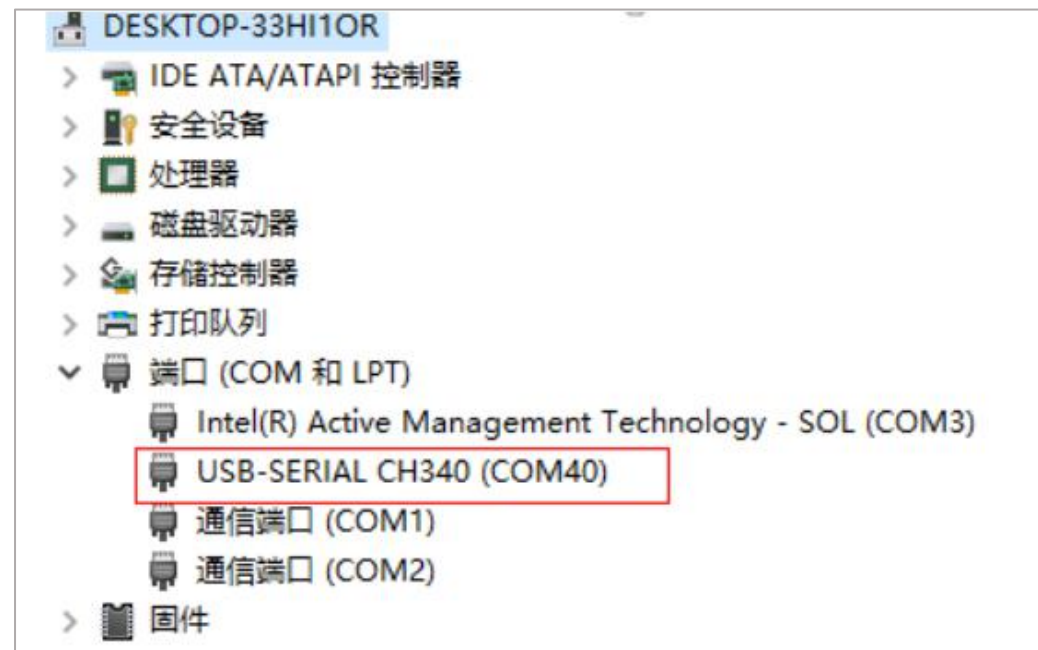 DESKTOP-33HI1OR
IDE ATA/ATAPI 控制器
安全设备
处理器
磁盘驱动器
存储控制器
打印队列
端口 (COM 和 LPT)
Intel(R) Active Management Technology - SOL (COM3)
USB-SERIAL CH340 (COM40)
通信端口 (COM1)
通信端口 (COM2)
固件